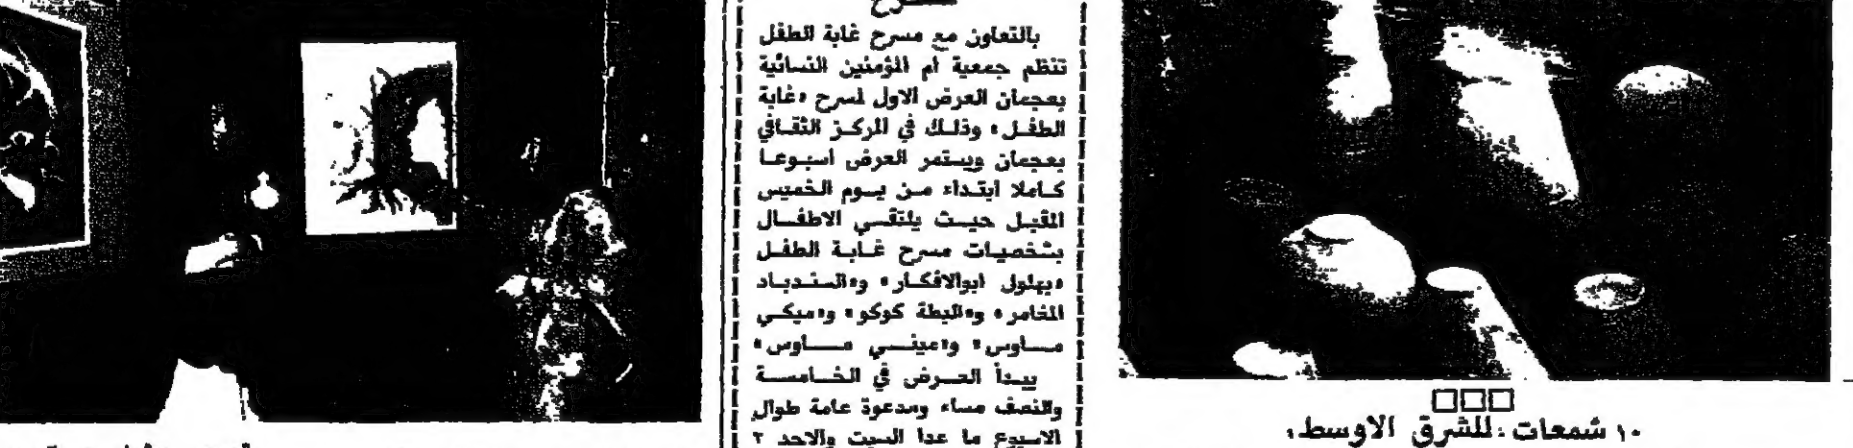 بالتعاون مع مسرح غابة الطفل
تنظم جمعية أم المؤمنين النسائية
بعجمان العرض الاول لمسرح «غابة
الطفل» وذلك في المركز الثقافي
بعجمان ويستمر العرض اسبوعا
كاملا ابتداء من يوم الخميس
المقبل حيث يلتقي الاطفال
بشخصيات مسرح غابة الطفل
«بهلول ابوالافكار» و«السندباد
المغامر» و«البطة كوكو» و«ميكي
ماوس» و«ميني ماوس»
يبدأ العرض في الخامسة
والنصف مساء والدعوة عامة طوال
الاسبوع ما عدا السبت والاحد
١٠ شمعات «للشرق الاوسط»